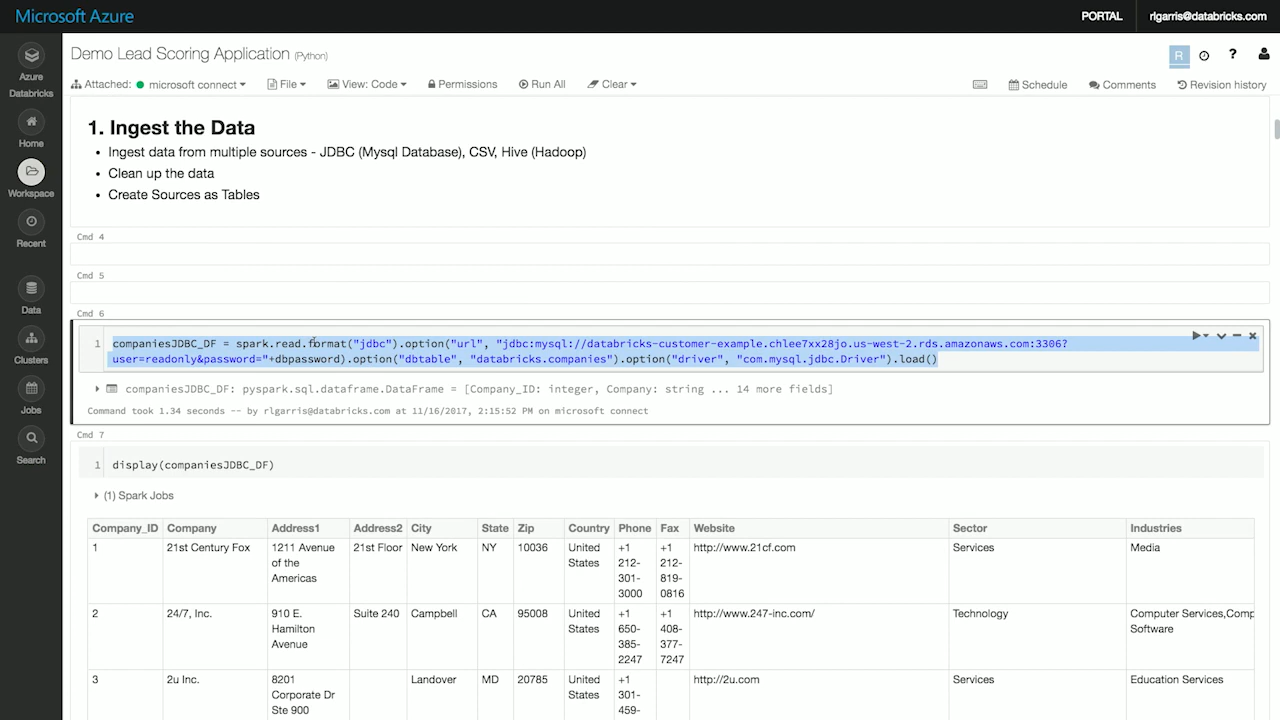 Microsoft Azure
PORTAL rlgarris@databricks.com
Azure
Databricks
Home
Workspace
Recent
Data
Clusters
Jobs
Search
Demo Lead Scoring Application (Python)
R ?
Attached: microsoft connect File View: Code Permissions Run All Clear Schedule Comments Revision history
1. Ingest the Data
• Ingest data from multiple sources - JDBC (Mysql Database), CSV, Hive (Hadoop)
• Clean up the data
• Create Sources as Tables
Cmd 4
Cmd 5
Cmd 6
1 companiesJDBC_DF = spark.read.format("jdbc").option("url", "jdbc:mysql://databricks-customer-example.chlee7xx28jo.us-west-2.rds.amazonaws.com:3306?
user=readonly&password="+dbpassword).option("dbtable", "databricks.companies").option("driver", "com.mysql.jdbc.Driver").load()
companiesJDBC_DF: pyspark.sql.dataframe.DataFrame = [Company_ID: integer, Company: string ... 14 more fields]
Command took 1.34 seconds -- by rlgarris@databricks.com at 11/16/2017, 2:15:52 PM on microsoft connect
Cmd 7
1 display(companiesJDBC_DF)
(1) Spark Jobs
Company_ID Company Address1 Address2 City State Zip Country Phone Fax Website Sector Industries
1 21st Century Fox 1211 Avenue 21st Floor New York NY 10036 United +1 +1 http://www.21cf.com Services Media
of the States 212- 212-
Americas 301- 819-
3000 0816
2 24/7, Inc. 910 E. Suite 240 Campbell CA 95008 United +1 +1 http://www.247-inc.com/ Technology Computer Services,Comp
Hamilton States 650- 408- Software
Avenue 385- 377-
2247 7247
3 2u Inc. 8201 Landover MD 20785 United +1 http://2u.com Services Education Services
Corporate Dr States 301-
Ste 900 459-